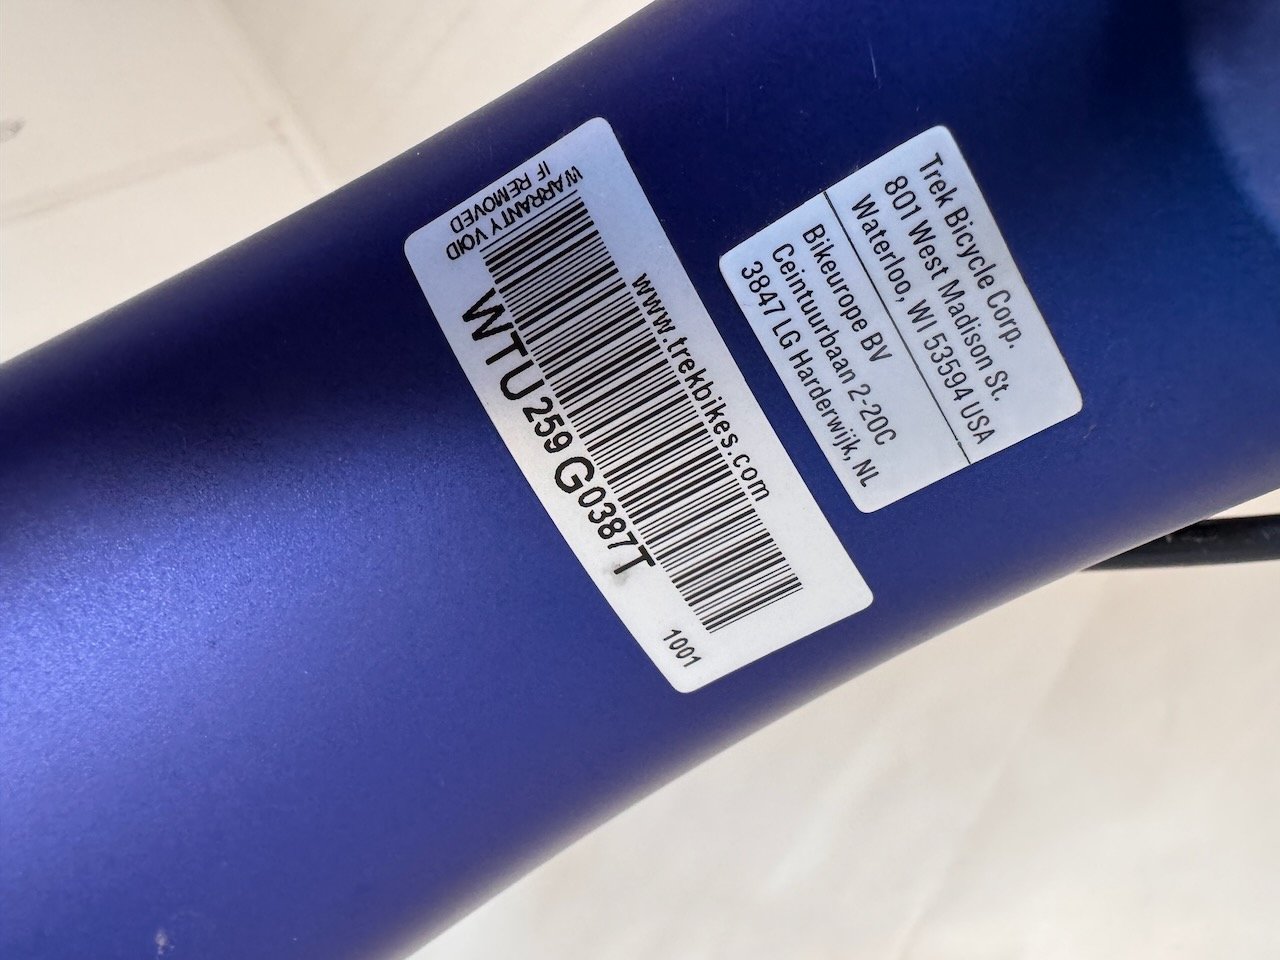 WARRANTY VOID
IF REMOVED
www.trekbikes.com
WTU259G0387T
1001
Trek Bicycle Corp.
801 West Madison St.
Waterloo, WI 53594 USA
Bikeurope BV
Ceintuurbaan 2-20C
3847 LG Harderwijk, NL